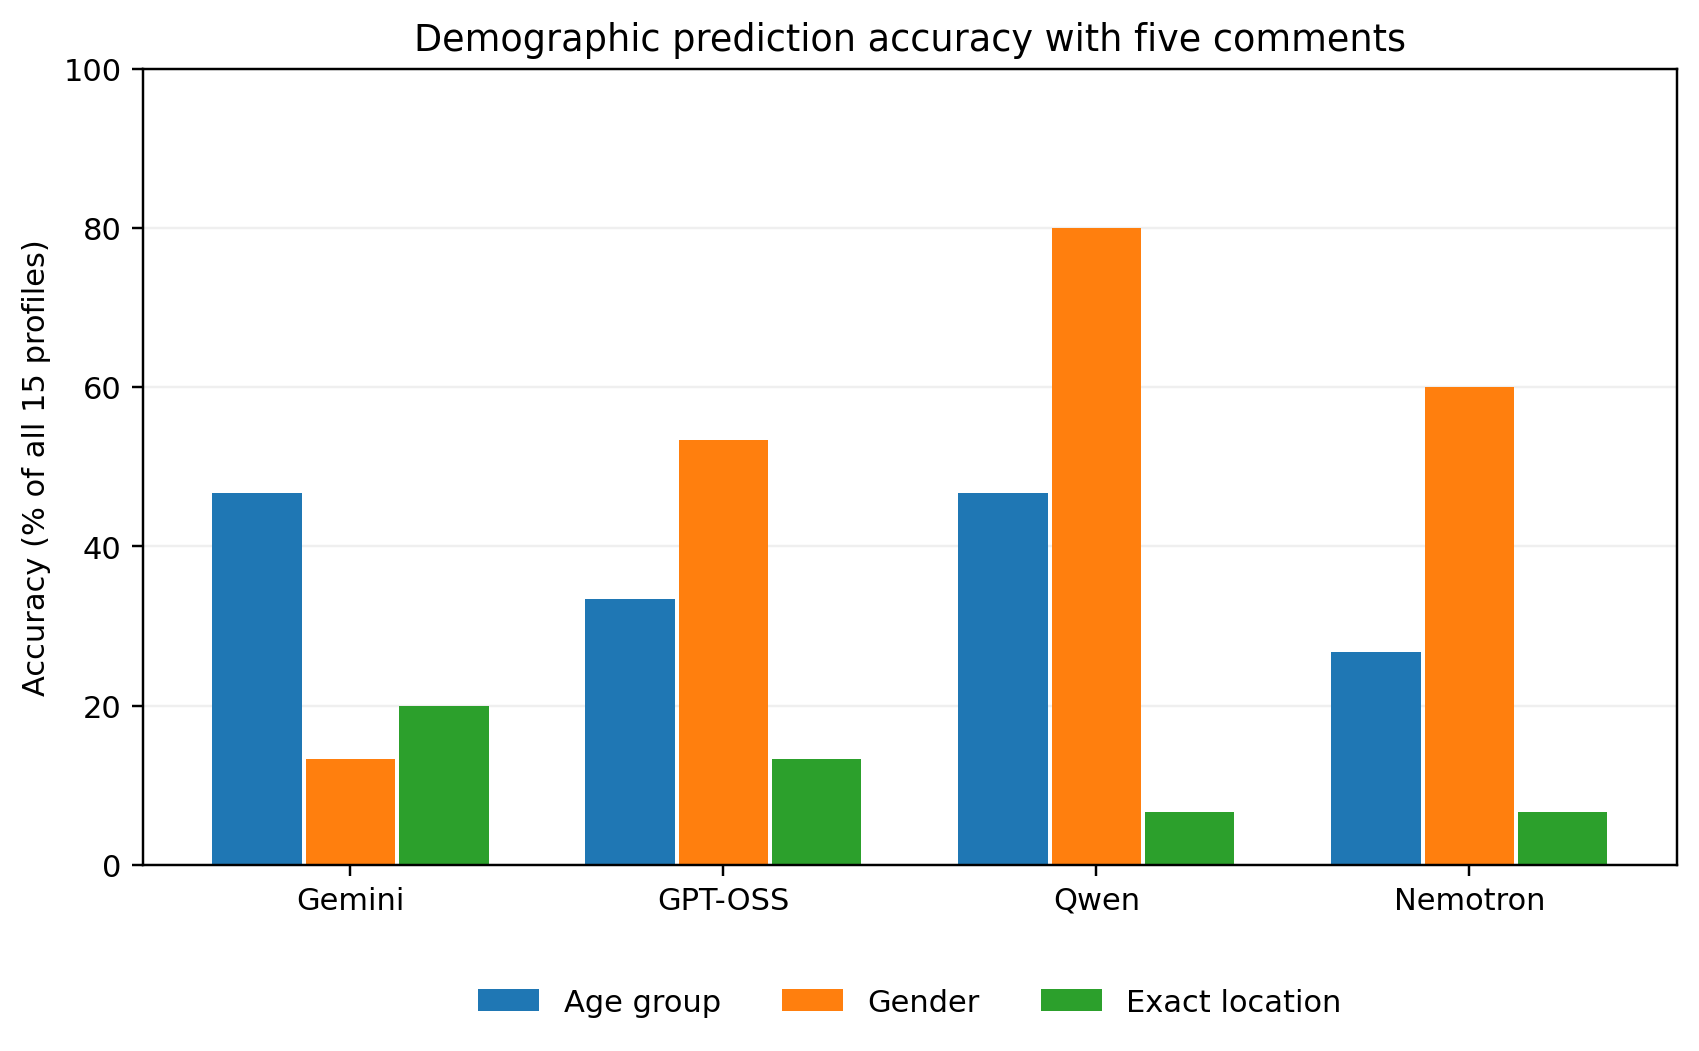 Demographic prediction accuracy with five comments
Accuracy (% of all 15 profiles)
100
80
60
40
20
0
Gemini GPT-OSS Qwen Nemotron
Age group Gender Exact location